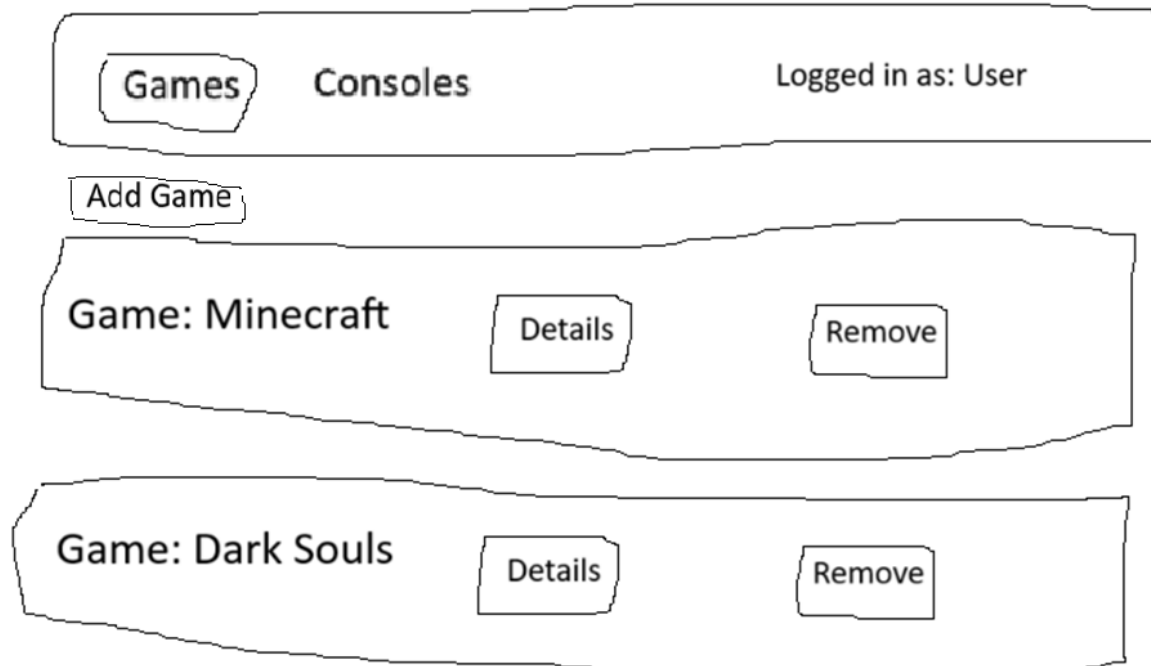 Games Consoles Logged in as: User
Add Game
Game: Minecraft Details Remove
Game: Dark Souls Details Remove